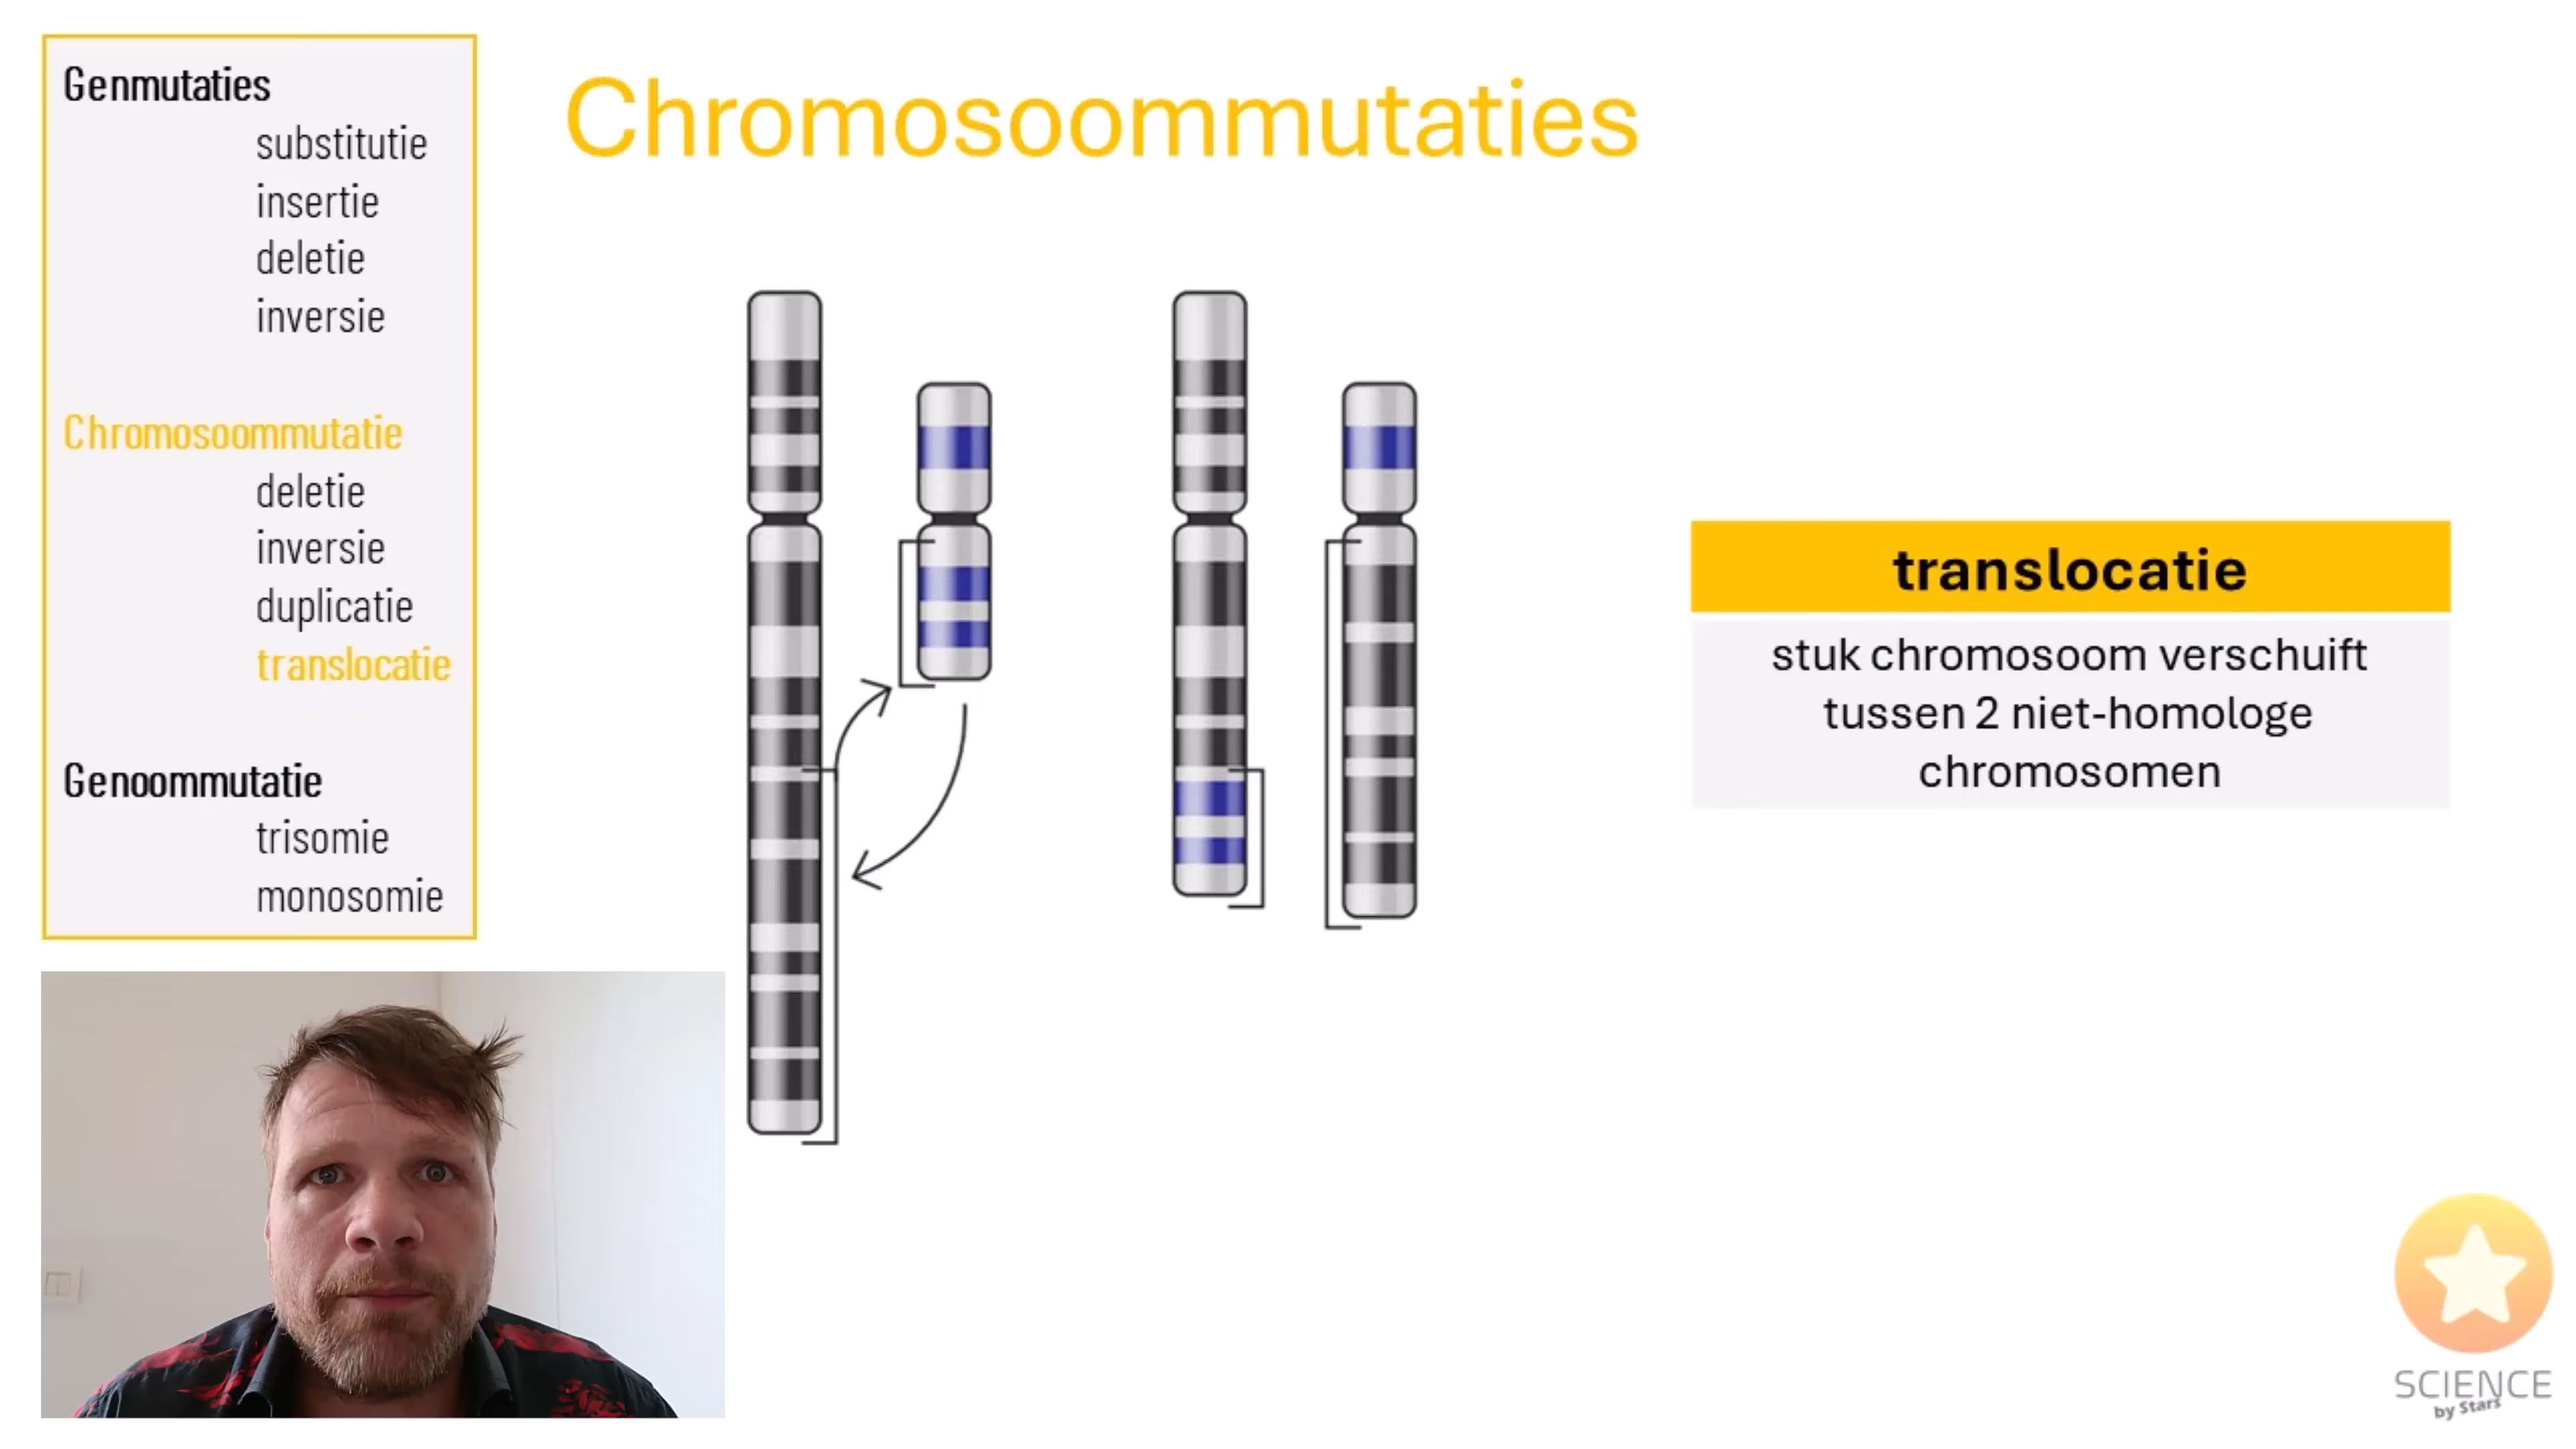 Genmutaties
substitutie
insertie
deletie
inversie
Chromosoommutatie
deletie
inversie
duplicatie
translocatie
Genoommutatie
trisomie
monosomie
Chromosoommutaties
translocatie
stuk chromosoom verschuift
tussen 2 niet-homologe
chromosomen
SCIENCE
by Stars